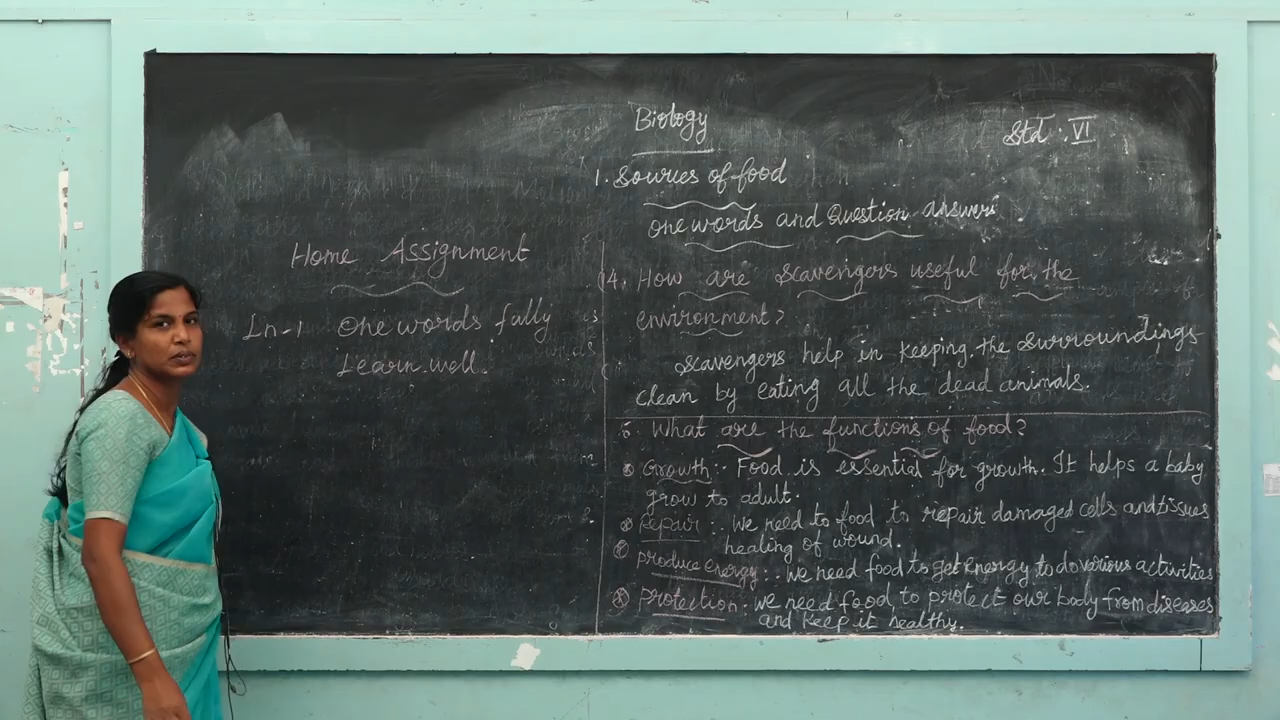 Biology
Std : VI
1. Sources of food
one words and Question answers
Home Assignment
Ln-1 One words fully
Learn well.
14. How are scavengers useful for the
environment?
Scavengers help in keeping the surroundings
clean by eating all the dead animals.
5. What are the functions of food?
Growth :- Food is essential for growth. It helps a baby
grow to adult.
Repair :- We need to food to repair damaged cells and tissues
healing of wound.
Produce energy :- We need food to get Energy to do various activities
Protection : We need food to protect our body from diseases
and keep it healthy.